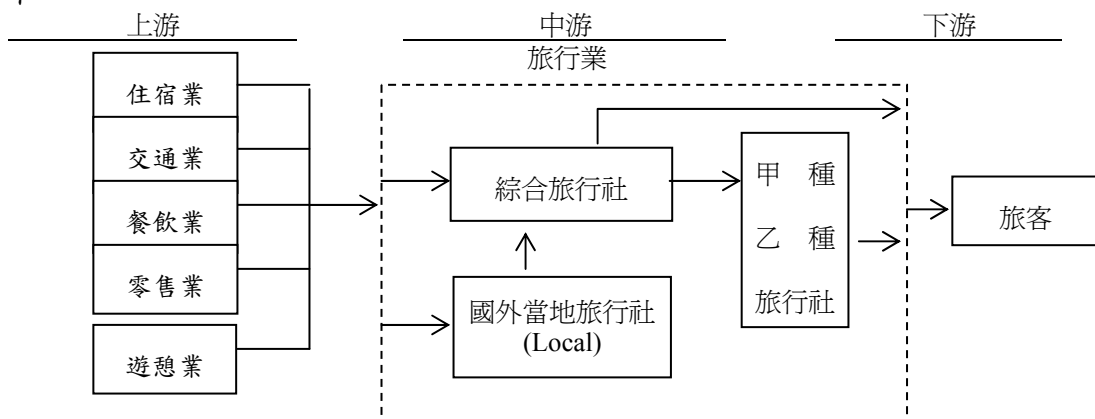 上游
中游
下游
旅行業
住宿業
交通業
餐飲業
零售業
遊憩業
綜合旅行社
國外當地旅行社
(Local)
甲 種
乙 種
旅行社
旅客